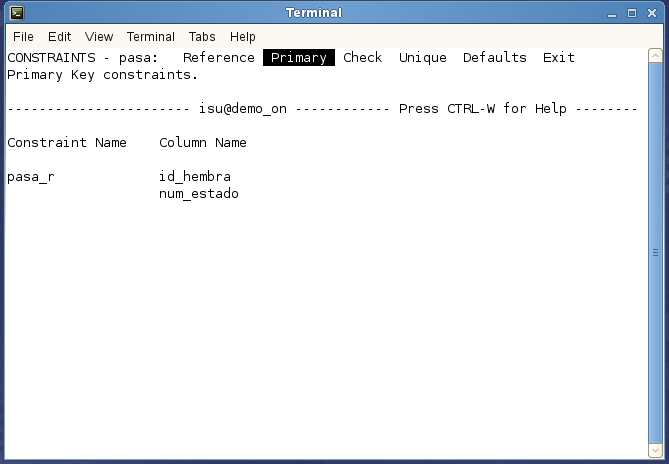 Terminal
File Edit View Terminal Tabs Help
CONSTRAINTS - pasa: Reference Primary Check Unique Defaults Exit
Primary Key constraints.
----------------------- isu@demo_on ------------ Press CTRL-W for Help --------
Constraint Name Column Name
pasa_r id_hembra
num_estado